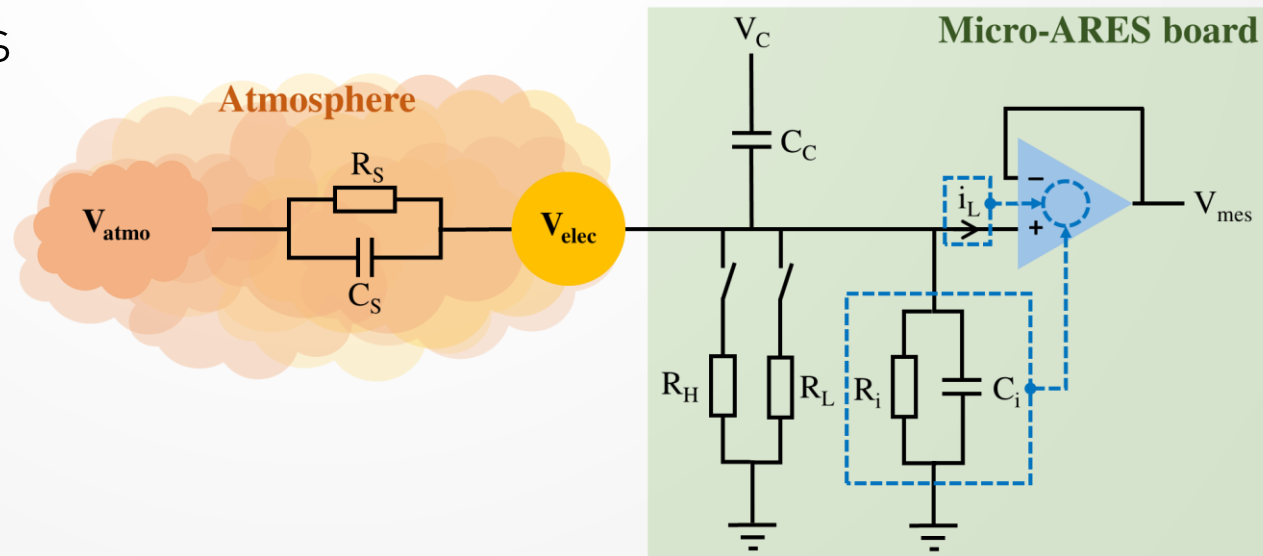 s
Micro-ARES board
Atmosphere
V_C
C_C
R_S
C_S
V_atmo
V_elec
i_L
−
+
V_mes
R_H
R_L
R_i
C_i